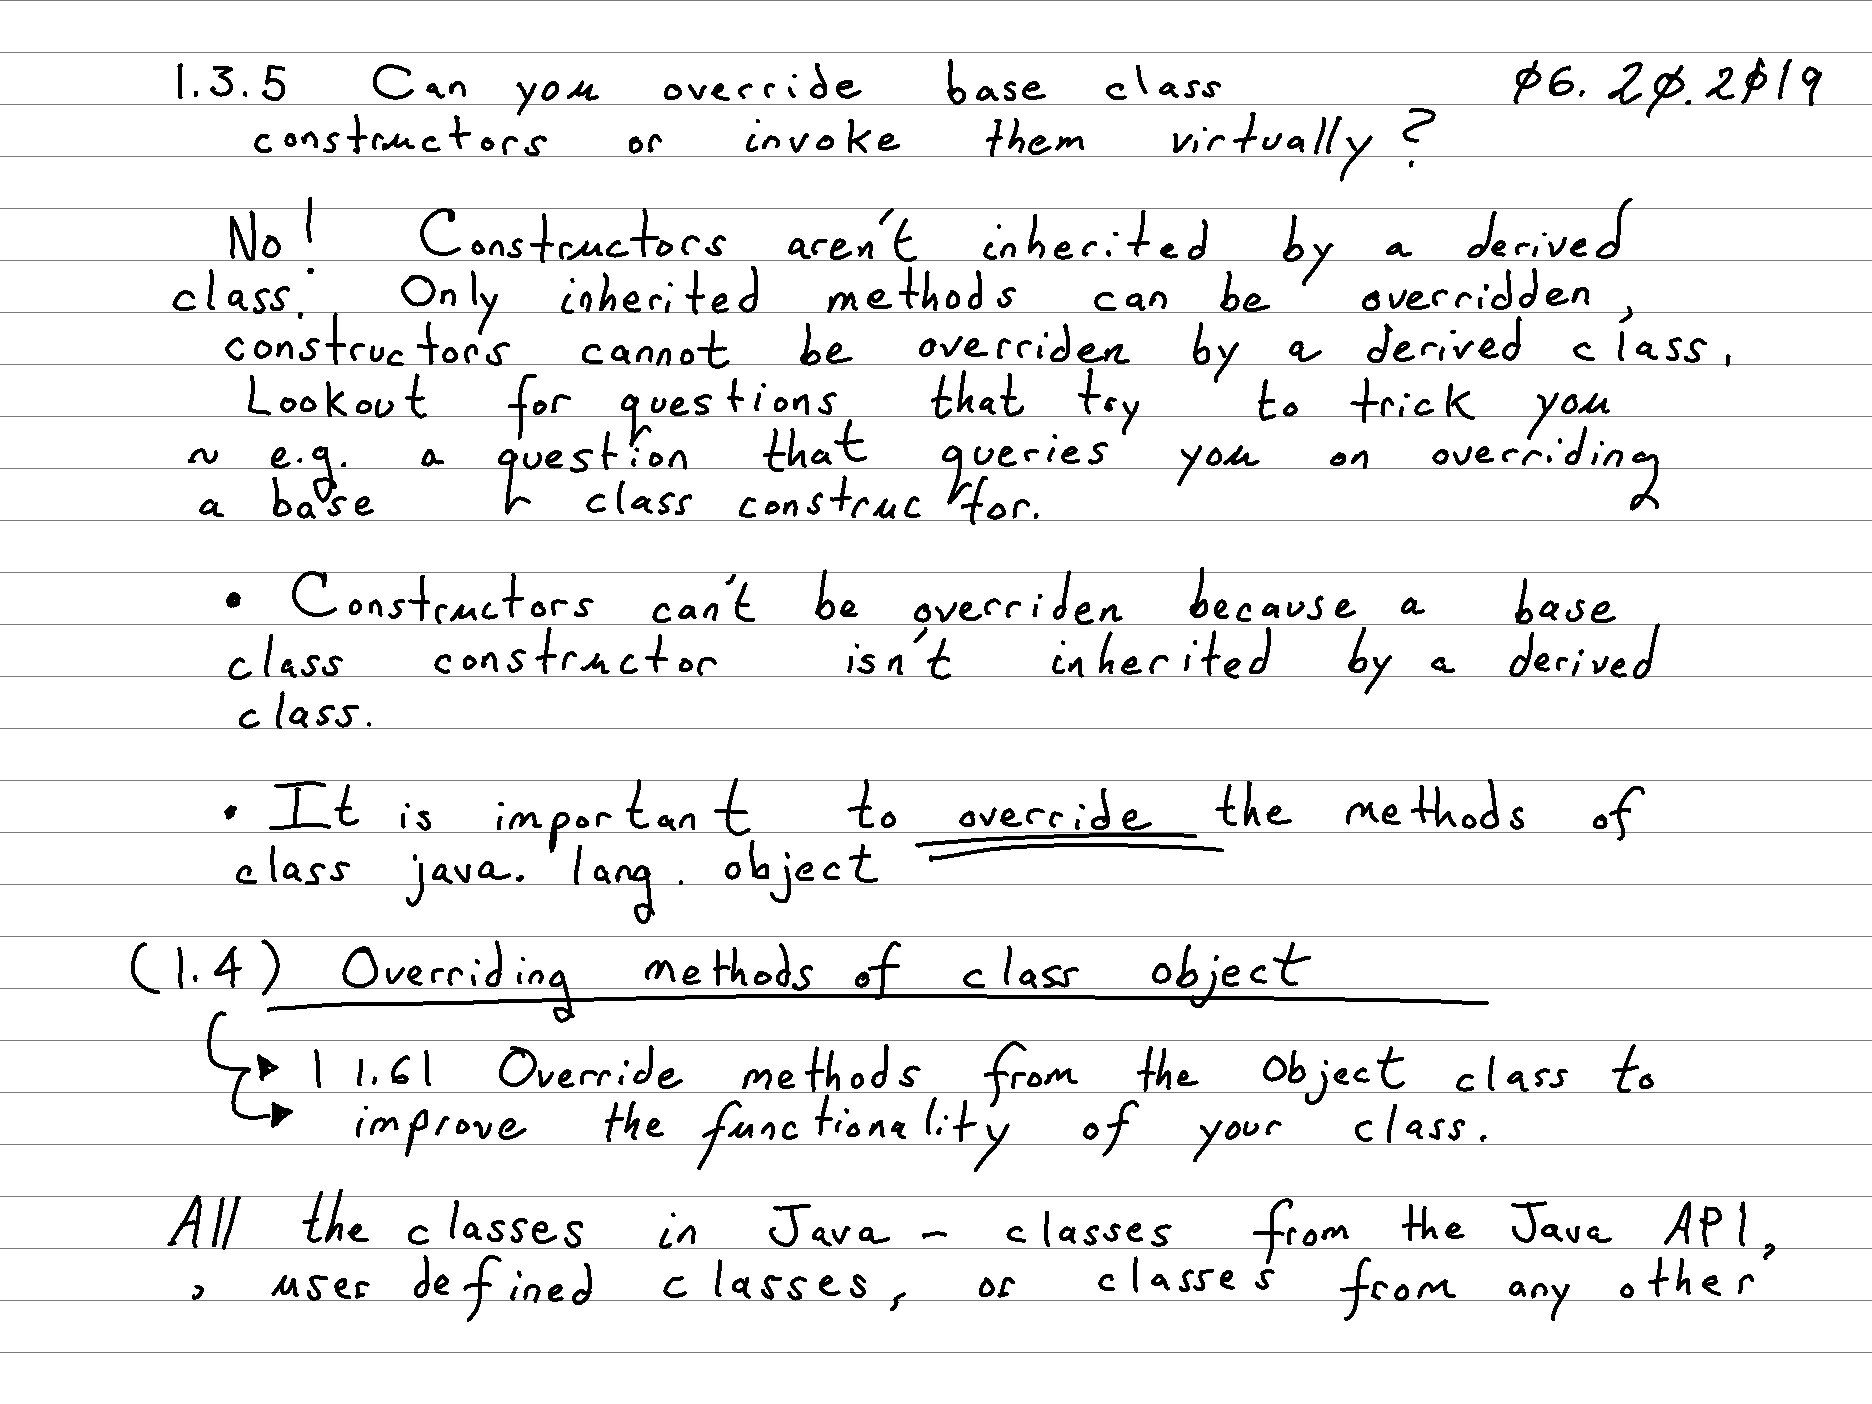 1.3.5 Can you override base class 06.20.2019
constructors or invoke them virtually?
No! Constructors aren't inherited by a derived
class. Only inherited methods can be overridden,
constructors cannot be overriden by a derived class.
Lookout for questions that try to trick you
~ e.g. a question that queries you on overriding
a base class constructor.
• Constructors can't be overriden because a base
class constructor isn't inherited by a derived
class.
• It is important to override the methods of
class java.lang.object
(1.4) Overriding methods of class object
| 1.6 | Override methods from the Object class to
improve the functionality of your class.
All the classes in Java - classes from the Java API,
, user defined classes, or classes from any other